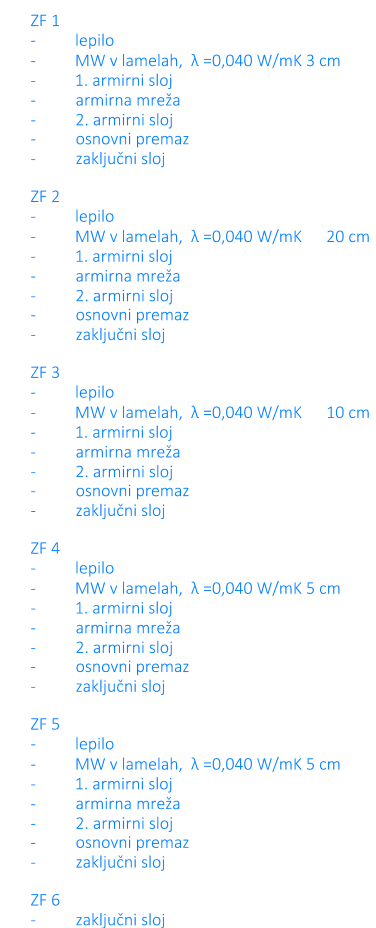 ZF 1
- lepilo
- MW v lamelah, λ =0,040 W/mK 3 cm
- 1. armirni sloj
- armirna mreža
- 2. armirni sloj
- osnovni premaz
- zaključni sloj
ZF 2
- lepilo
- MW v lamelah, λ =0,040 W/mK 20 cm
- 1. armirni sloj
- armirna mreža
- 2. armirni sloj
- osnovni premaz
- zaključni sloj
ZF 3
- lepilo
- MW v lamelah, λ =0,040 W/mK 10 cm
- 1. armirni sloj
- armirna mreža
- 2. armirni sloj
- osnovni premaz
- zaključni sloj
ZF 4
- lepilo
- MW v lamelah, λ =0,040 W/mK 5 cm
- 1. armirni sloj
- armirna mreža
- 2. armirni sloj
- osnovni premaz
- zaključni sloj
ZF 5
- lepilo
- MW v lamelah, λ =0,040 W/mK 5 cm
- 1. armirni sloj
- armirna mreža
- 2. armirni sloj
- osnovni premaz
- zaključni sloj
ZF 6
- zaključni sloj